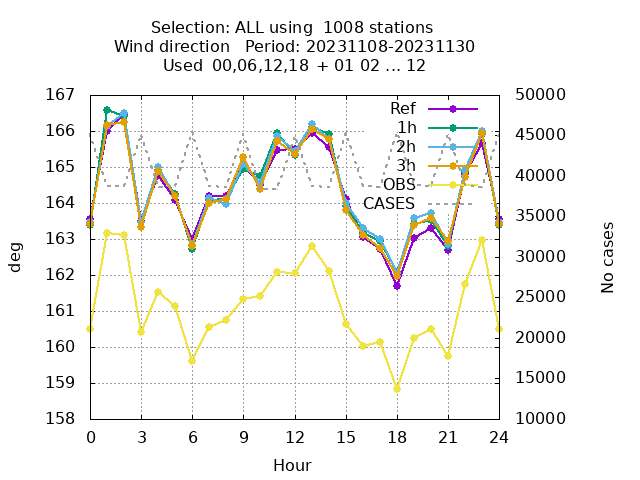 Selection: ALL using 1008 stations
Wind direction Period: 20231108-20231130
Used 00,06,12,18 + 01 02 ... 12
167
166
165
164
163
162
161
160
159
158
deg
50000
45000
40000
35000
30000
25000
20000
15000
10000
No cases
Ref
1h
2h
3h
OBS
CASES
0 3 6 9 12 15 18 21 24
Hour